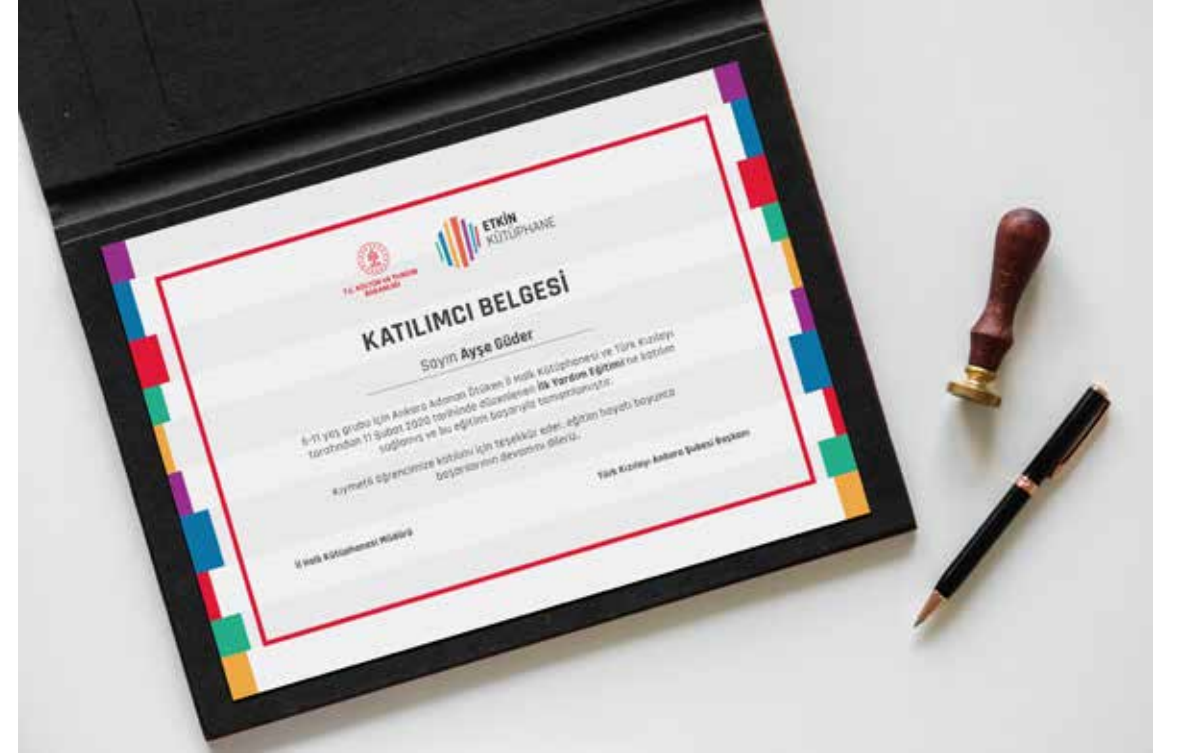 T.C. KÜLTÜR VE TURİZM
BAKANLIĞI
ETKİN
KÜTÜPHANE
KATILIMCI BELGESİ
Sayın Ayşe Güder
6-11 yaş grubu için Ankara Adnan Ötüken İl Halk Kütüphanesi ve Türk Kızılayı
tarafından 11 Şubat 2020 tarihinde düzenlenen İlk Yardım Eğitimi'ne katılım
sağlamış ve bu eğitimi başarıyla tamamlamıştır.
Kıymetli öğrencimize katılımı için teşekkür eder, eğitim hayatı boyunca
başarılarının devamını dileriz.
İl Halk Kütüphanesi Müdürü
Türk Kızılayı Ankara Şubesi Başkanı